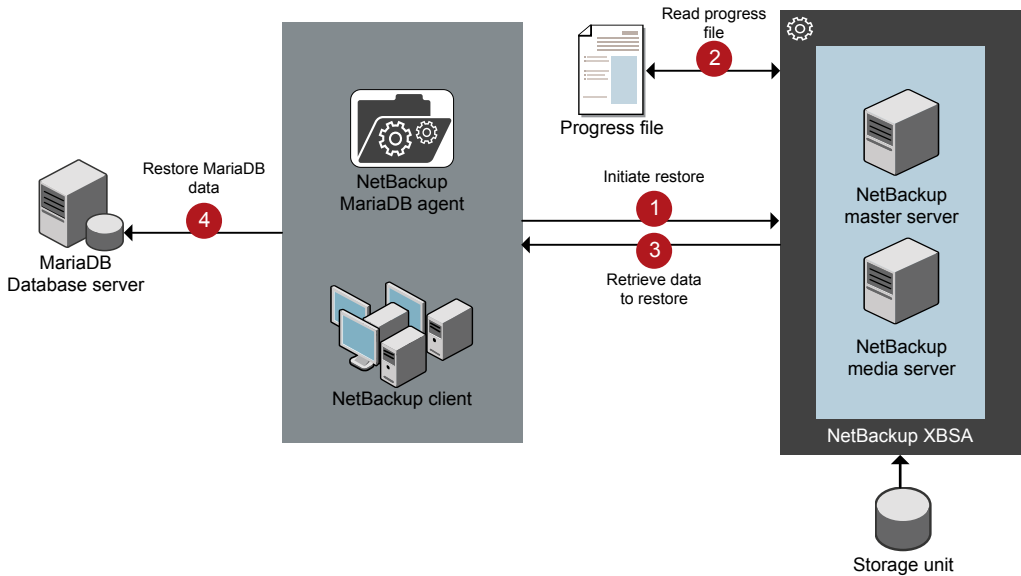 Read progress
file
2
Progress file
NetBackup
MariaDB agent
Restore MariaDB
data
4
MariaDB
Database server
Initiate restore
1
3
Retrieve data
to restore
NetBackup
master server
NetBackup
media server
NetBackup client
NetBackup XBSA
Storage unit